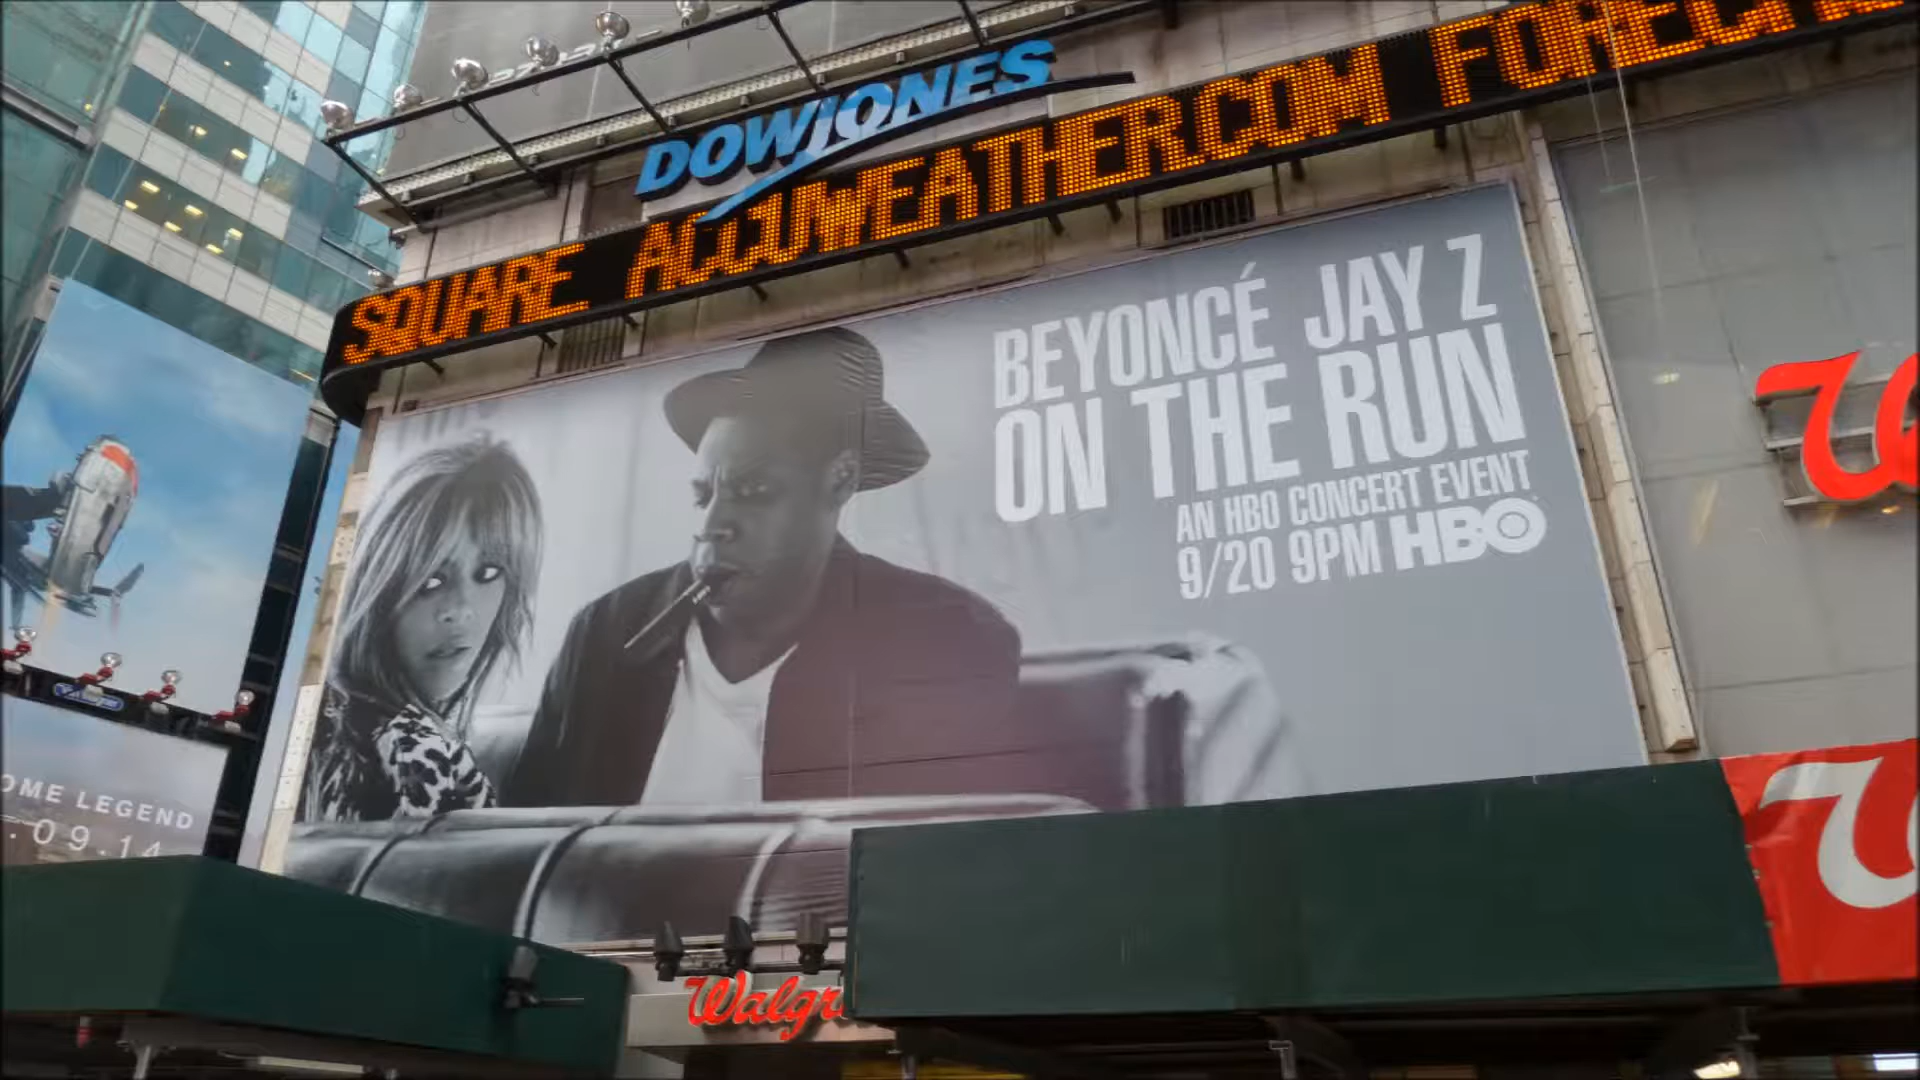 DOWJONES
SQUARE ACCUWEATHER.COM
BEYONCÉ JAY Z
ON THE RUN
AN HBO CONCERT EVENT
9/20 9PM HBO
LEGEND
.09.14